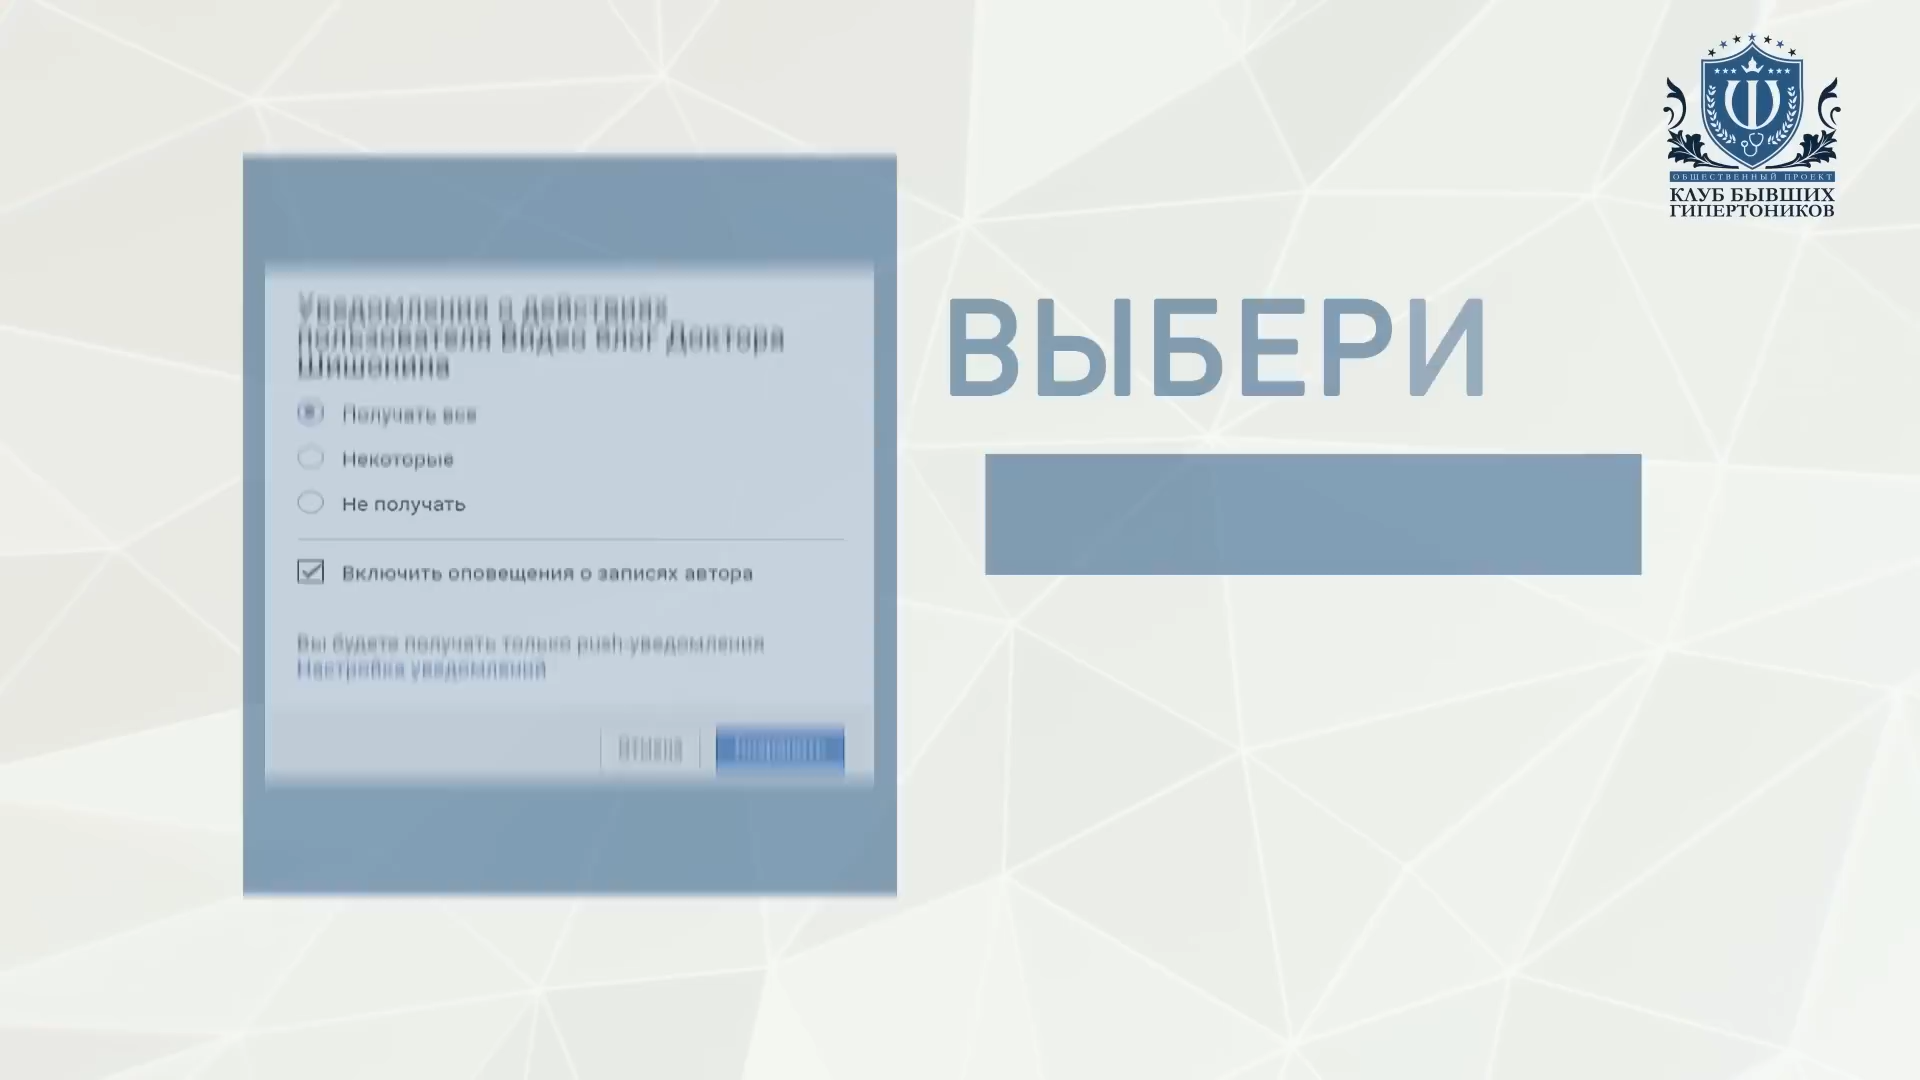 ОБЩЕСТВЕННЫЙ ПРОЕКТ
КЛУБ БЫВШИХ
ГИПЕРТОНИКОВ
Уведомления о действиях
пользователя Видео блог Доктора
Шишонина
Получать все
Некоторые
Не получать
Включить оповещения о записях автора
Вы будете получать только push-уведомления
Настройка уведомлений
Отмена
ВЫБЕРИ